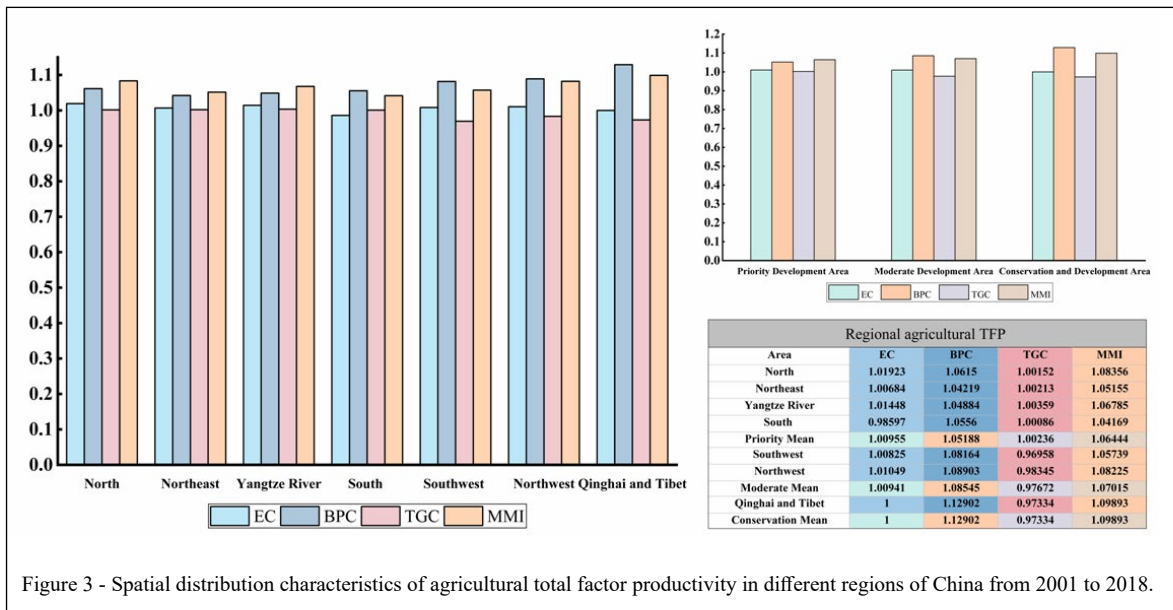 1.1
1.0
0.9
0.8
0.7
0.6
0.5
0.4
0.3
0.2
0.1
0.0
North Northeast Yangtze River South Southwest Northwest Qinghai and Tibet
EC BPC TGC MMI
1.2
1.1
1.0
0.9
0.8
0.7
0.6
0.5
0.4
0.3
0.2
0.1
0.0
Priority Development Area Moderate Development Area Conservation and Development Area
EC BPC TGC MMI
Regional agricultural TFP
Area EC BPC TGC MMI
North 1.01923 1.0615 1.00152 1.08356
Northeast 1.00684 1.04219 1.00213 1.05155
Yangtze River 1.01448 1.04884 1.00359 1.06785
South 0.98597 1.0556 1.00086 1.04169
Priority Mean 1.00955 1.05188 1.00236 1.06444
Southwest 1.00825 1.08164 0.96958 1.05739
Northwest 1.01049 1.08903 0.98345 1.08225
Moderate Mean 1.00941 1.08545 0.97672 1.07015
Qinghai and Tibet 1 1.12902 0.97334 1.09893
Conservation Mean 1 1.12902 0.97334 1.09893
Figure 3 - Spatial distribution characteristics of agricultural total factor productivity in different regions of China from 2001 to 2018.